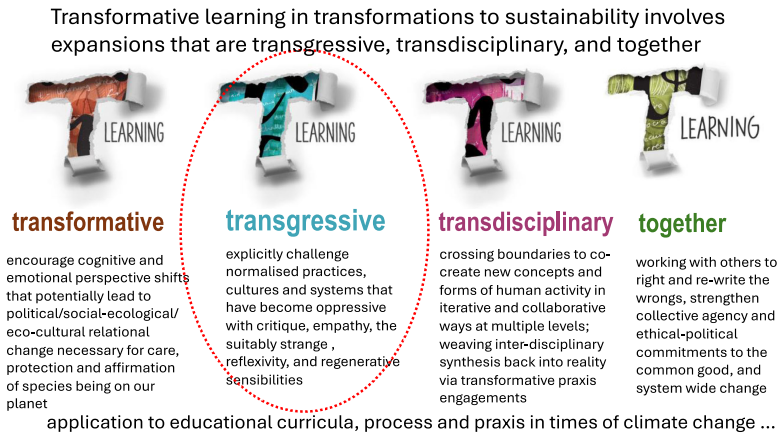 Transformative learning in transformations to sustainability involves
expansions that are transgressive, transdisciplinary, and together
LEARNING
LEARNING
LEARNING
LEARNING
transformative
encourage cognitive and
emotional perspective shifts
that potentially lead to
political/social-ecological/
eco-cultural relational
change necessary for care,
protection and affirmation
of species being on our
planet
transgressive
explicitly challenge
normalised practices,
cultures and systems that
have become oppressive
with critique, empathy, the
suitably strange ,
reflexivity, and regenerative
sensibilities
transdisciplinary
crossing boundaries to co-
create new concepts and
forms of human activity in
iterative and collaborative
ways at multiple levels;
weaving inter-disciplinary
synthesis back into reality
via transformative praxis
engagements
together
working with others to
right and re-write the
wrongs, strengthen
collective agency and
ethical-political
commitments to the
common good, and
system wide change
application to educational curricula, process and praxis in times of climate change ...